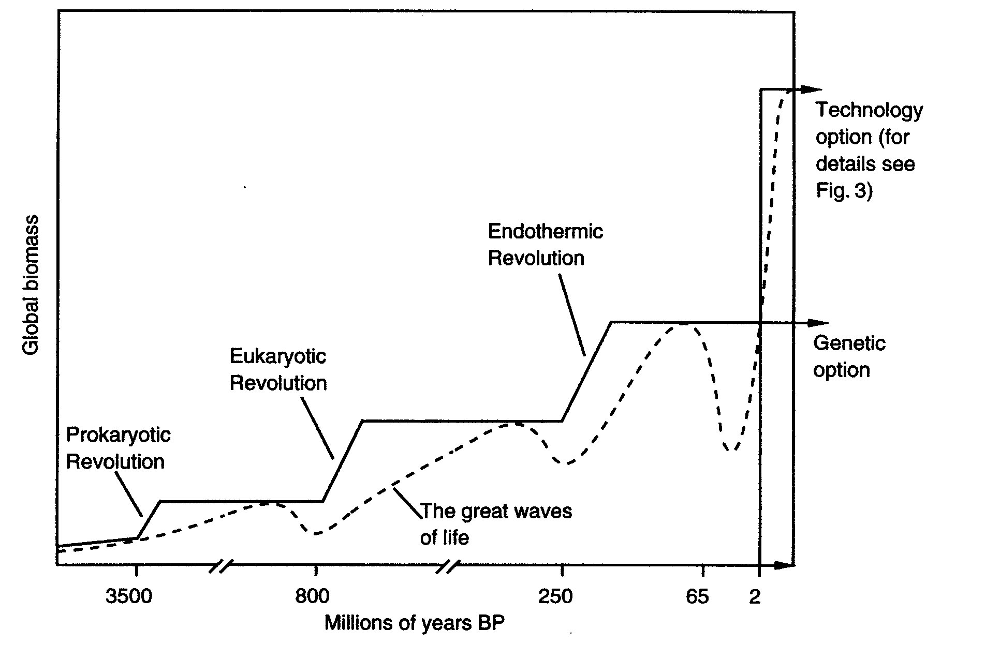 Technology
option (for
details see
Fig. 3)
Endothermic
Revolution
Global biomass
Genetic
option
Eukaryotic
Revolution
Prokaryotic
Revolution
The great waves
of life
3500
800
250
65
2
Millions of years BP